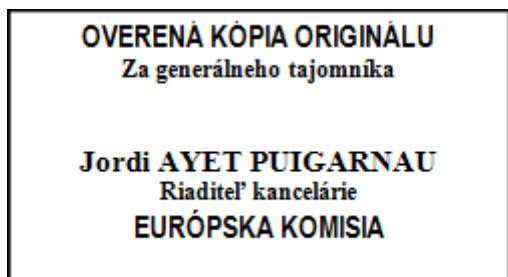 OVERENÁ KÓPIA ORIGINÁLU
Za generálneho tajomníka
Jordi AYET PUIGARNAU
Riaditeľ kancelárie
EURÓPSKA KOMISIA